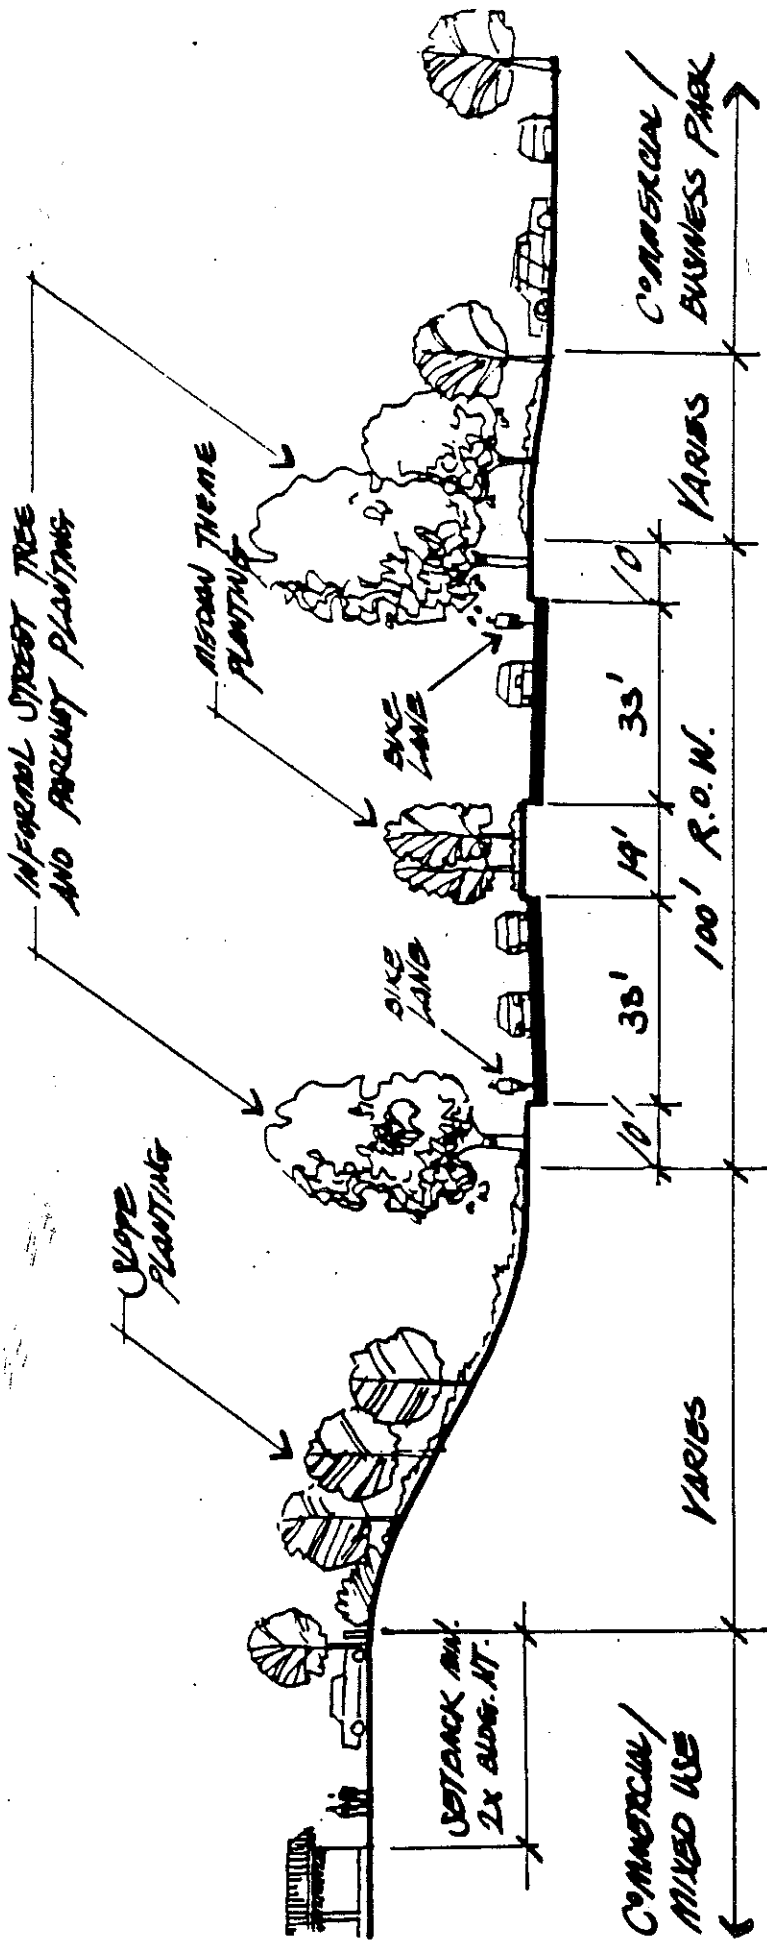 INFORMAL STREET TREE
AND PARKWAY PLANTING
SLOPE
PLANTING
MEDIAN THEME
PLANTING
BIKE
LANE
BIKE
LANE
SETBACK MIN.
2X BLDG. HT.
10'
33'
14'
33'
10'
VARIES
100' R.O.W.
VARIES
COMMERCIAL/
MIXED USE
COMMERCIAL/
BUSINESS PARK